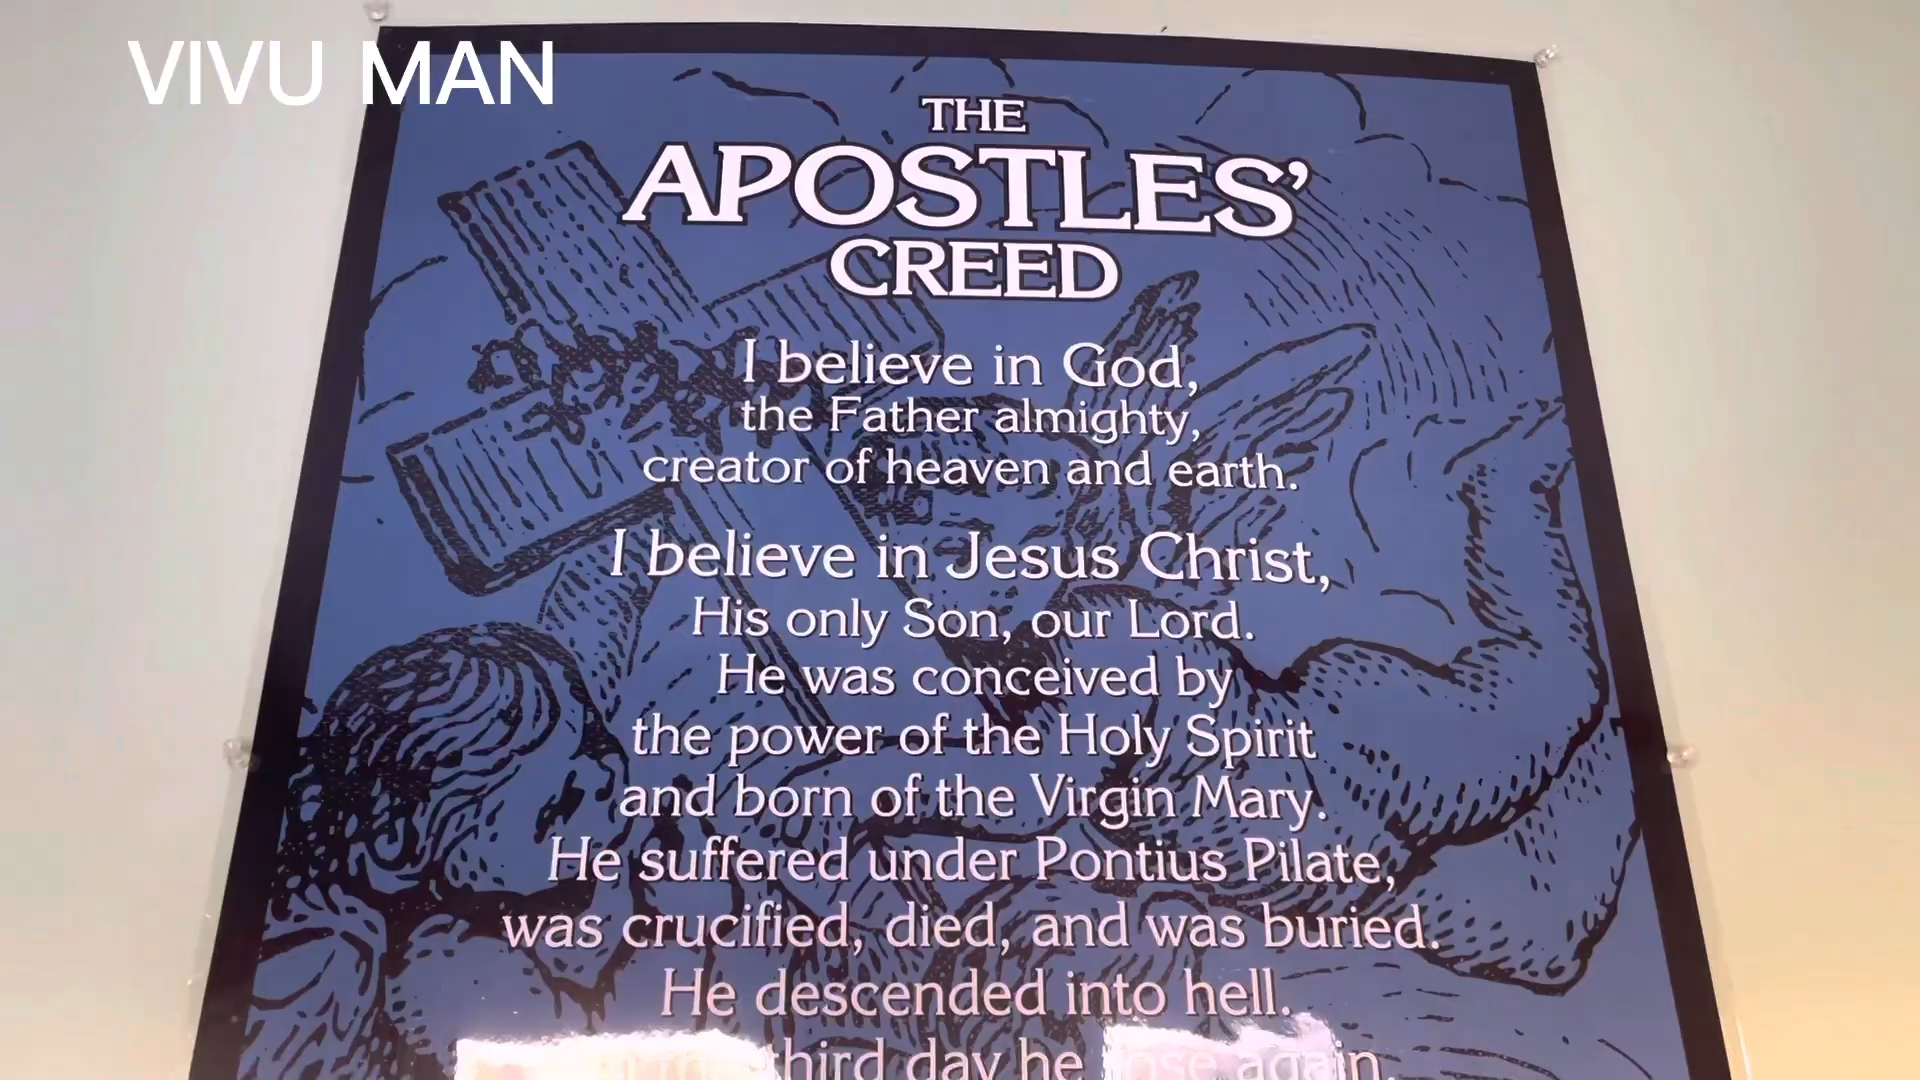 VIVU MAN
THE
APOSTLES’
CREED
I believe in God,
the Father almighty,
creator of heaven and earth.
I believe in Jesus Christ,
His only Son, our Lord.
He was conceived by
the power of the Holy Spirit
and born of the Virgin Mary.
He suffered under Pontius Pilate,
was crucified, died, and was buried.
He descended into hell.
third day he rose again.